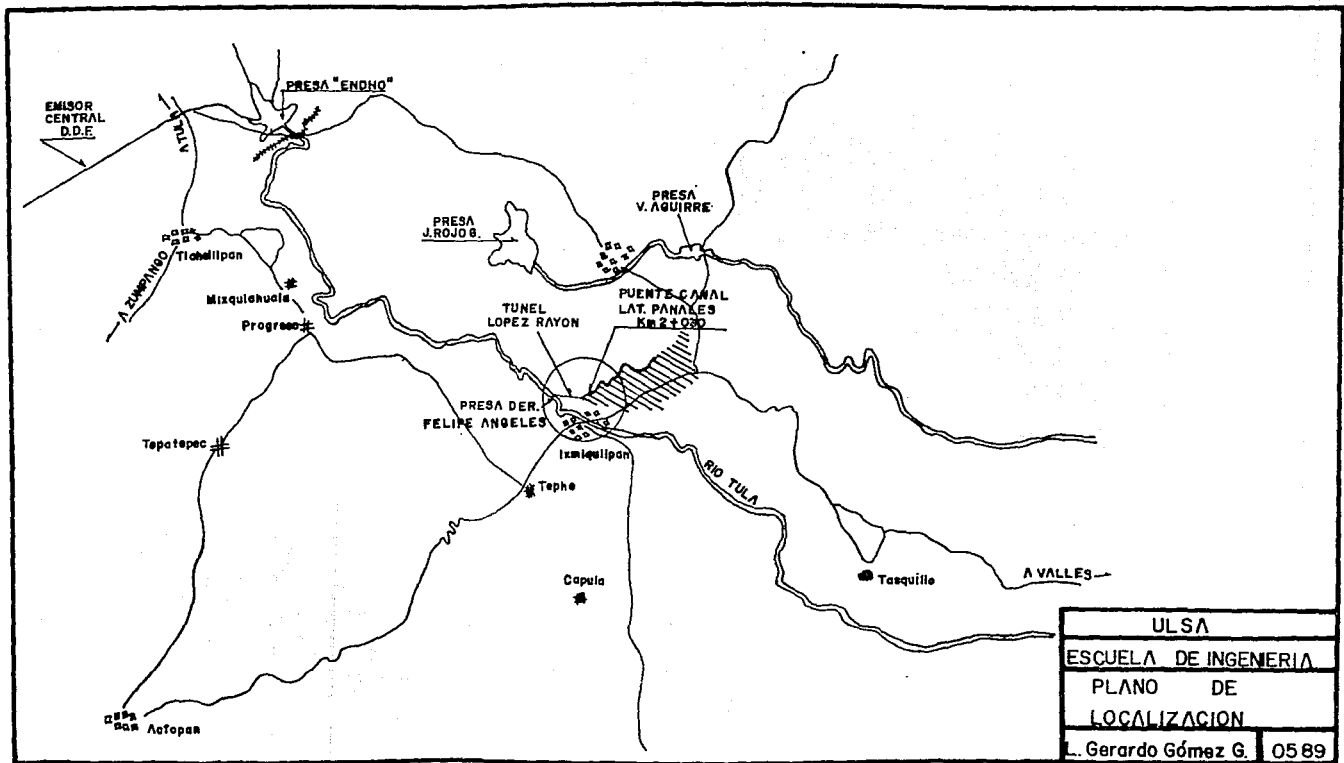 PRESA "ENDHO"
EMISOR
CENTRAL
D.D.F.
A TULA
PRESA
V. AGUIRRE
PRESA
J. ROJO G.
Tlahelilpan
A ZUMPANGO
Mixquiahuala
Progreso
TUNEL
LOPEZ RAYON
PUENTE CANAL
LAT. PANALES
Km 2+030
PRESA DER.
FELIPE ANGELES
Ixmiquilpan
Tepatepec
Tephe
RIO TULA
Capula
Tasquillo
A VALLES
Actopan
ULSA
ESCUELA DE INGENIERIA
PLANO DE
LOCALIZACION
L. Gerardo Gómez G. 0589